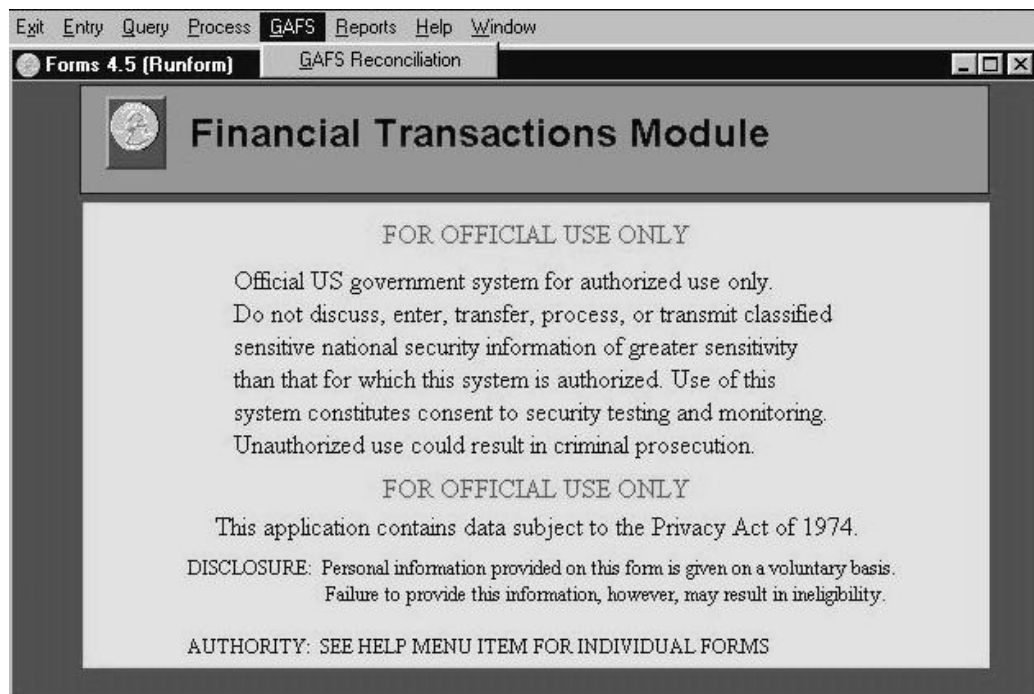 Exit Entry Query Process GAFS Reports Help Window
Forms 4.5 (Runform)
GAFS Reconciliation
Financial Transactions Module
FOR OFFICIAL USE ONLY
Official US government system for authorized use only.
Do not discuss, enter, transfer, process, or transmit classified
sensitive national security information of greater sensitivity
than that for which this system is authorized. Use of this
system constitutes consent to security testing and monitoring.
Unauthorized use could result in criminal prosecution.
FOR OFFICIAL USE ONLY
This application contains data subject to the Privacy Act of 1974.
DISCLOSURE: Personal information provided on this form is given on a voluntary basis.
Failure to provide this information, however, may result in ineligibility.
AUTHORITY: SEE HELP MENU ITEM FOR INDIVIDUAL FORMS